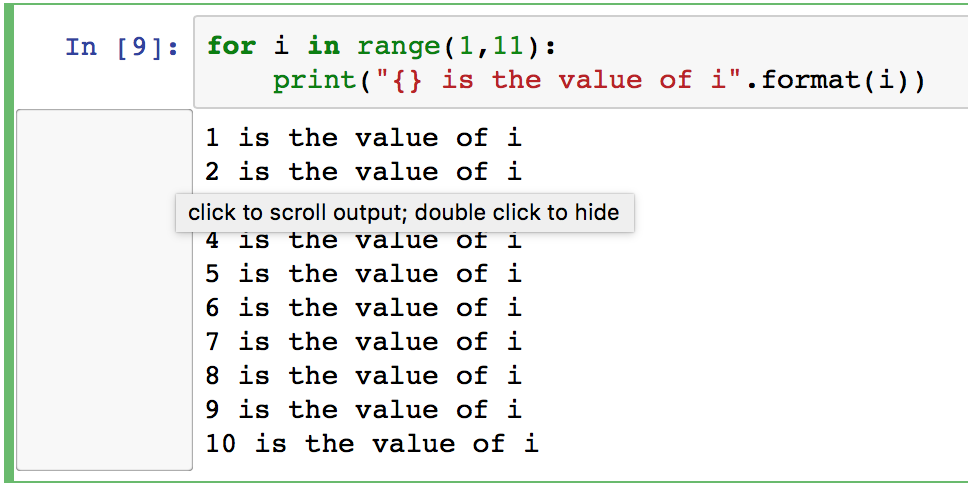 In [9]: for i in range(1,11):
    print("{} is the value of i".format(i))
1 is the value of i
2 is the value of i
click to scroll output; double click to hide
4 is the value of i
5 is the value of i
6 is the value of i
7 is the value of i
8 is the value of i
9 is the value of i
10 is the value of i